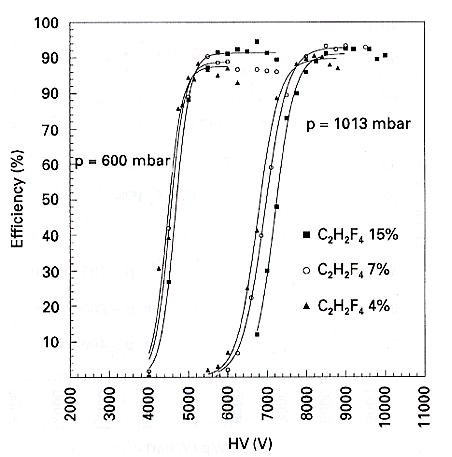 100
90
90
80
60
50
40
30
20
10
Efficiency (%)
p = 600 mbar
p = 1013 mbar
C₂H₂F₄ 15%
C₂H₂F₄ 7%
C₂H₂F₄ 4%
2000
3000
4000
5000
6000
7000
8000
9000
10000
11000
HV (V)